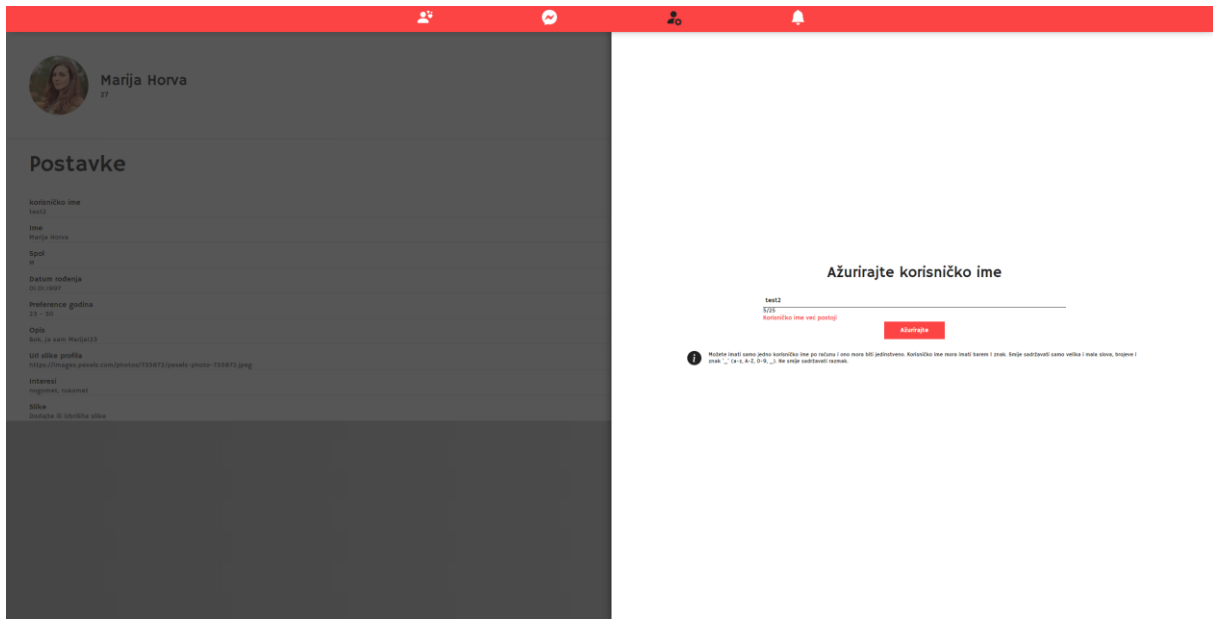 Marija Horva
27
Postavke
korisničko ime
test2
Ime
Marija Horva
Spol
M
Datum rođenja
01.01.1997
Preference godina
23 - 30
Opis
Bok, ja sam Marija!33
Url slike profila
https://images.pexels.com/photos/733872/pexels-photo-733872.jpeg
Interesi
nogomet, rukomet
Slike
Dodajte ili izbrišite slike
Ažurirajte korisničko ime
test2
5/25
Korisničko ime već postoji
Ažurirajte
Možete imati samo jedno korisničko ime po računu i ono mora biti jedinstveno. Korisničko ime mora imati barem 1 znak. Smije sadržavati samo velika i mala slova, brojeve i
znak '_' (a-z, A-Z, 0-9, _). Ne smije sadržavati razmak.